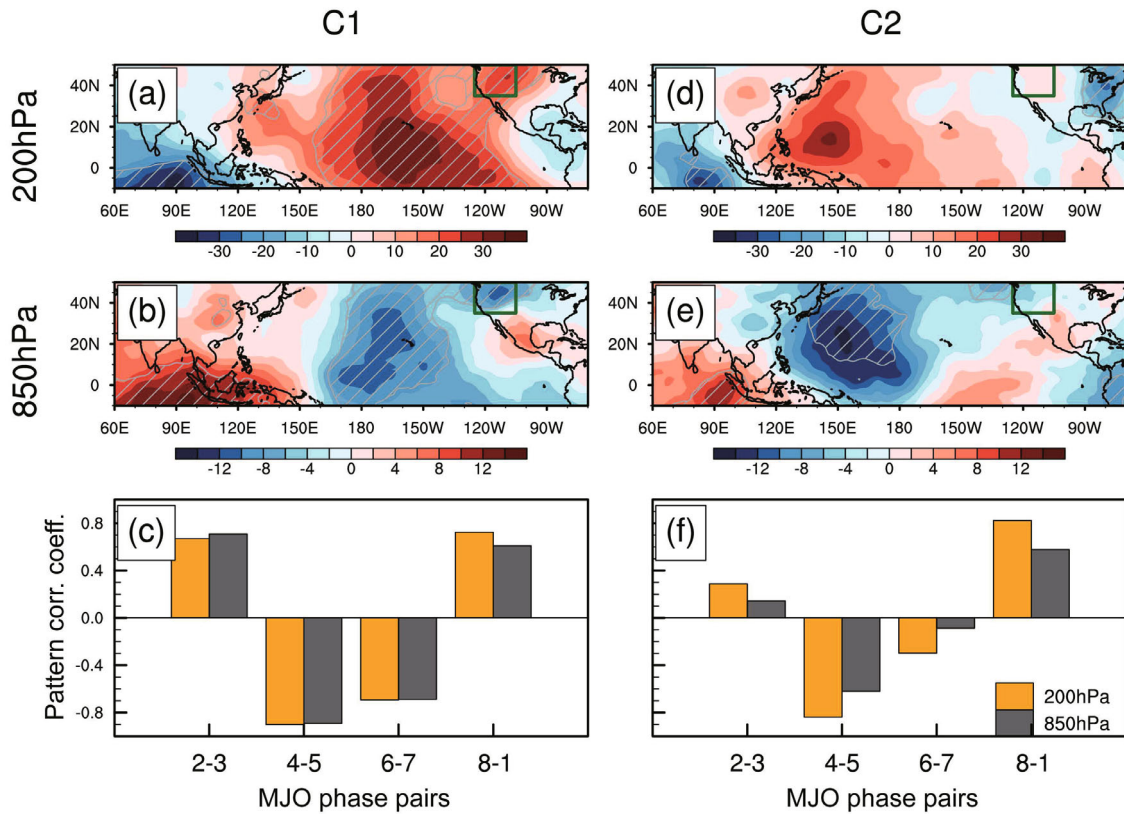 C1 C2
200hPa
(a) (d)
40N 20N 0
60E 90E 120E 150E 180 150W 120W 90W
-30 -20 -10 0 10 20 30
40N 20N 0
60E 90E 120E 150E 180 150W 120W 90W
-30 -20 -10 0 10 20 30
850hPa
(b) (e)
40N 20N 0
60E 90E 120E 150E 180 150W 120W 90W
-12 -8 -4 0 4 8 12
40N 20N 0
60E 90E 120E 150E 180 150W 120W 90W
-12 -8 -4 0 4 8 12
(c) (f)
Pattern corr. coeff.
0.8
0.4
0.0
-0.4
-0.8
2-3 4-5 6-7 8-1
MJO phase pairs
200hPa
850hPa
2-3 4-5 6-7 8-1
MJO phase pairs